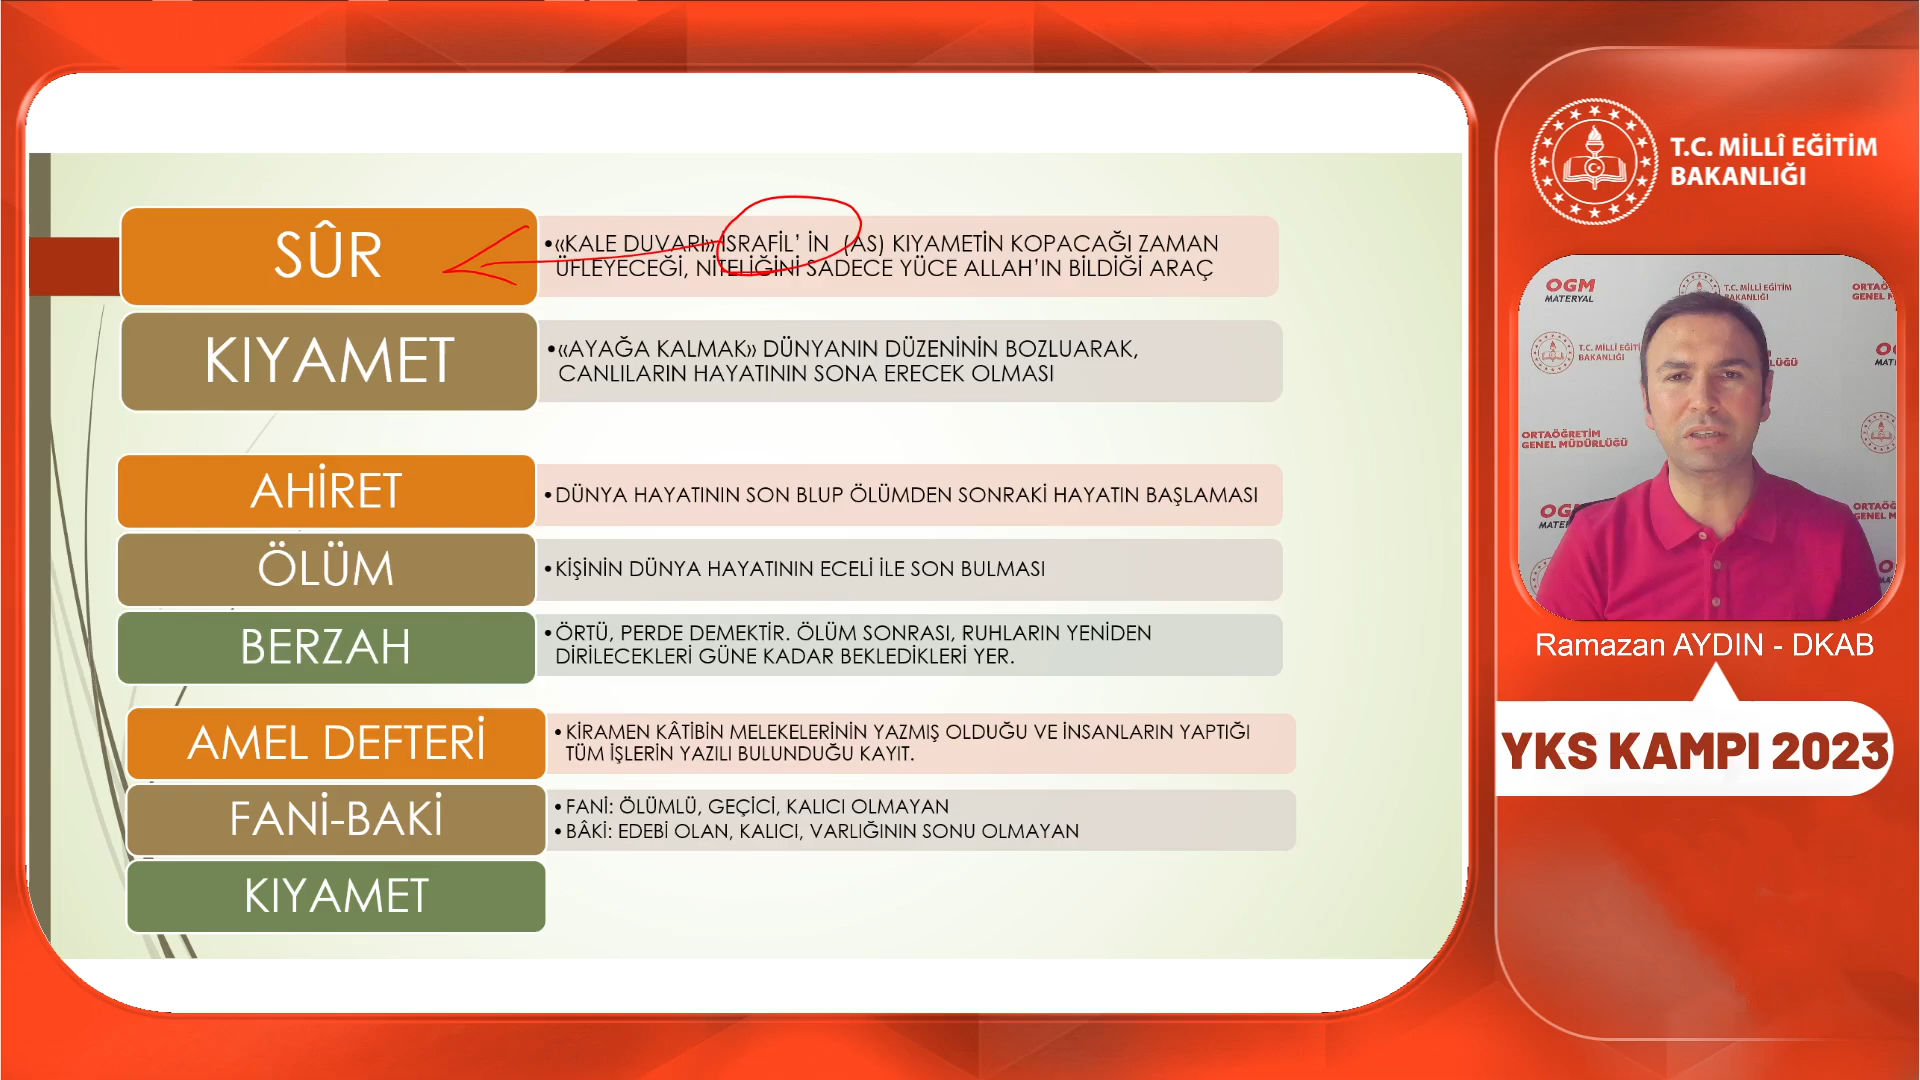 SÛR
•«KALE DUVARI» İSRAFİL' İN (AS) KIYAMETİN KOPACAĞI ZAMAN
ÜFLEYECEĞİ, NİTELİĞİNİ SADECE YÜCE ALLAH'IN BİLDİĞİ ARAÇ
KIYAMET
•«AYAĞA KALMAK» DÜNYANIN DÜZENİNİN BOZLUARAK,
CANLILARIN HAYATININ SONA ERECEK OLMASI
AHİRET
•DÜNYA HAYATININ SON BLUP ÖLÜMDEN SONRAKİ HAYATIN BAŞLAMASI
ÖLÜM
•KİŞİNİN DÜNYA HAYATININ ECELİ İLE SON BULMASI
BERZAH
•ÖRTÜ, PERDE DEMEKTİR. ÖLÜM SONRASI, RUHLARIN YENİDEN
DİRİLECEKLERİ GÜNE KADAR BEKLEDİKLERİ YER.
AMEL DEFTERİ
•KİRAMEN KÂTİBİN MELEKELERİNİN YAZMIŞ OLDUĞU VE İNSANLARIN YAPTIĞI
TÜM İŞLERİN YAZILI BULUNDUĞU KAYIT.
FANİ-BAKİ
•FANİ: ÖLÜMLÜ, GEÇİCİ, KALICI OLMAYAN
•BÂKİ: EDEBİ OLAN, KALICI, VARLIĞININ SONU OLMAYAN
KIYAMET
T.C. MİLLÎ EĞİTİM
BAKANLIĞI
OGM
MATERYAL
T.C. MİLLÎ EĞİTİM
BAKANLIĞI
ORTAÖĞRETİM
GENEL MÜDÜRLÜĞÜ
Ramazan AYDIN - DKAB
YKS KAMPI 2023